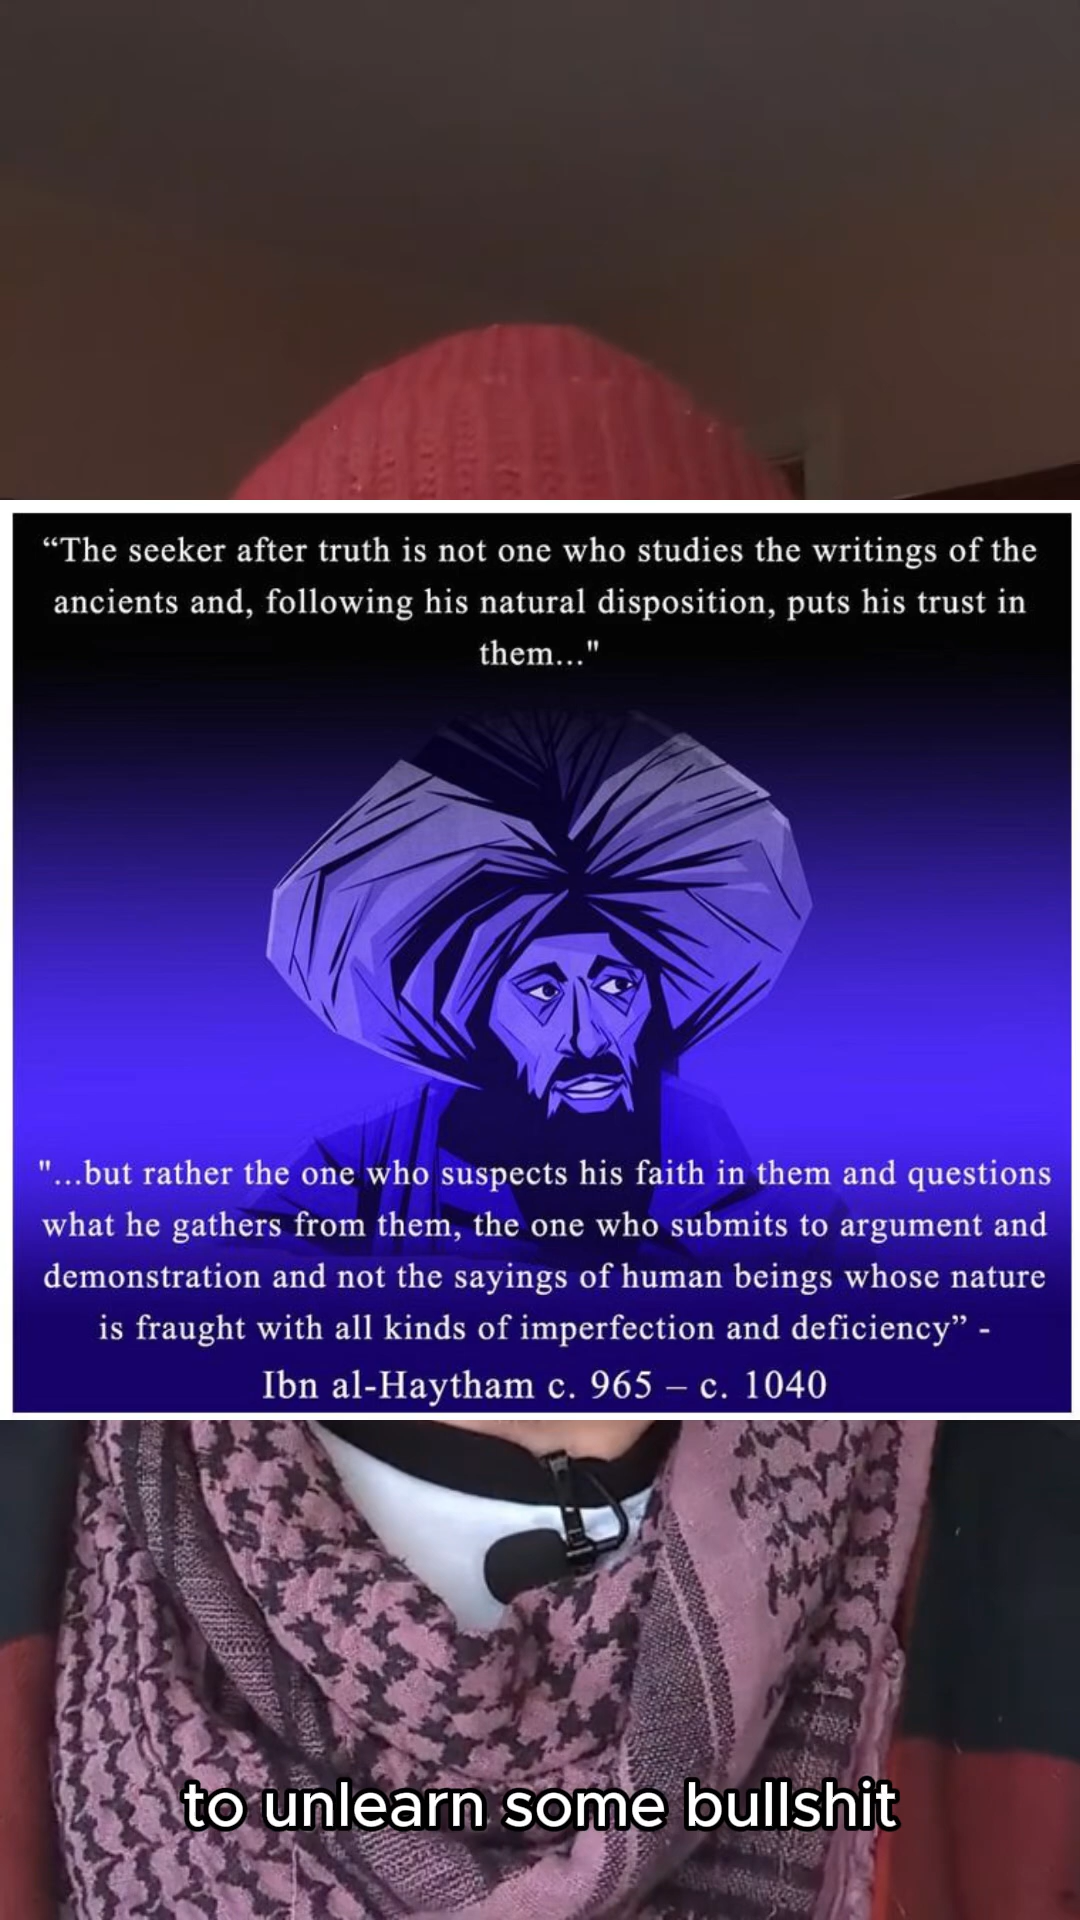 “The seeker after truth is not one who studies the writings of the
ancients and, following his natural disposition, puts his trust in
them..."
"...but rather the one who suspects his faith in them and questions
what he gathers from them, the one who submits to argument and
demonstration and not the sayings of human beings whose nature
is fraught with all kinds of imperfection and deficiency” -
Ibn al-Haytham c. 965 – c. 1040
to unlearn some bullshit